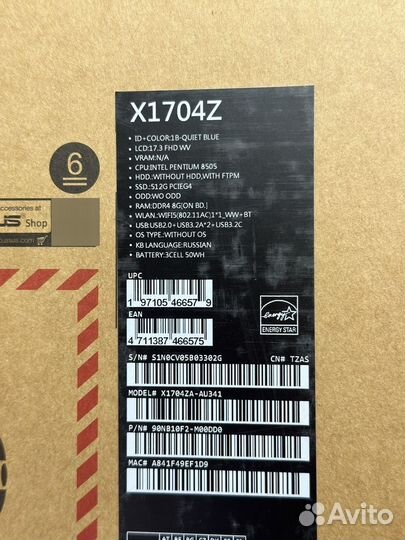 X1704Z
• ID+COLOR:1B-QUIET BLUE
• LCD:17.3 FHD WV
• VRAM:N/A
• CPU:INTEL PENTIUM 8505
• HDD:WITHOUT HDD,WITH FTPM
• SSD:512G PCIEG4
• ODD:WO ODD
• RAM:DDR4 8G(ON BD.)
• WLAN:WIFI5(802.11AC)1*1_WW+BT
• USB:USB2.0+USB3.2A*2+USB3.2C
• OS TYPE:WITHOUT OS
• KB LANGUAGE:RUSSIAN
• BATTERY:3CELL 50WH
6
accessories at
US Shop
UPC
1 97105 46657 9
EAN
4 711387 466575
energy
ENERGY STAR
S/N# S1N0CV05B03302G CN# TZAS
MODEL# X1704ZA-AU341
P/N# 90NB10F2-M00DD0
MAC# A841F49EF1D9
Avito